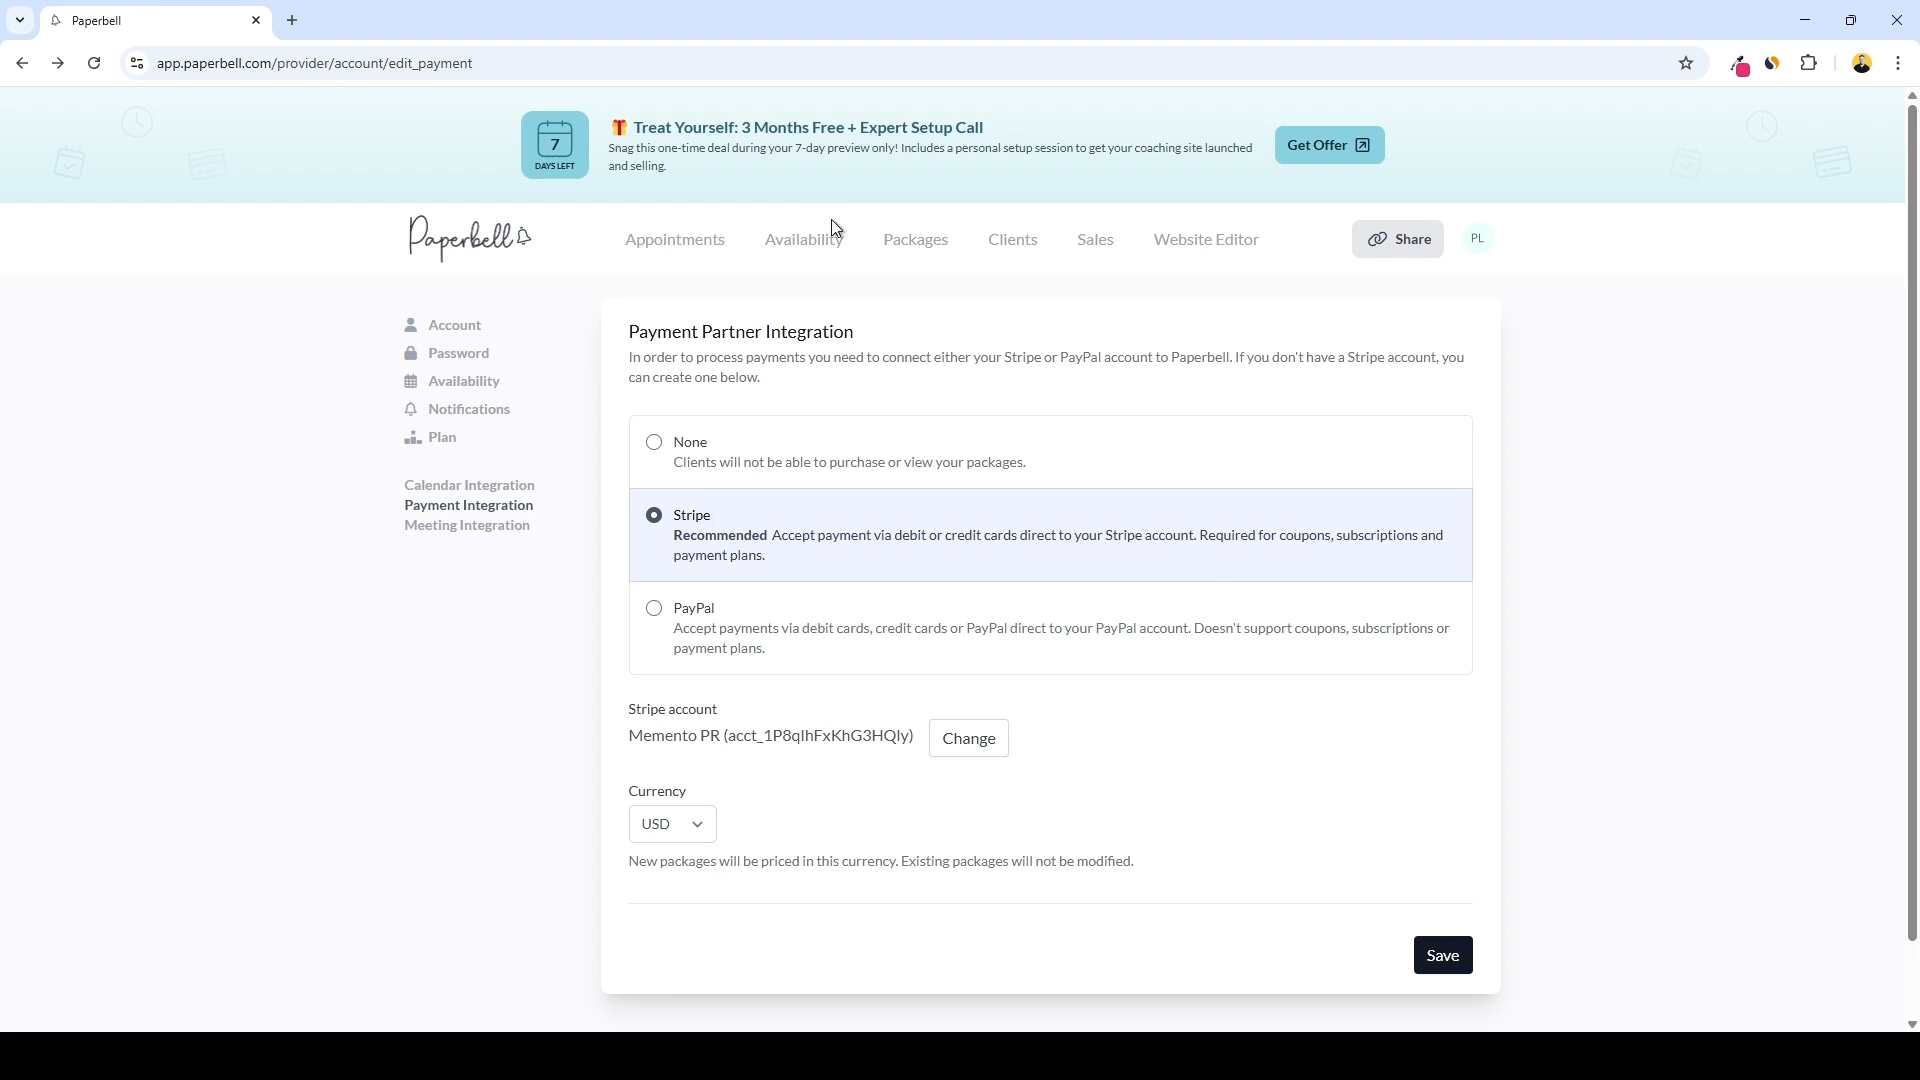 Paperbell
app.paperbell.com/provider/account/edit_payment
7
DAYS LEFT
🎁 Treat Yourself: 3 Months Free + Expert Setup Call
Snag this one-time deal during your 7-day preview only! Includes a personal setup session to get your coaching site launched
and selling.
Get Offer
Paperbell
Appointments
Availability
Packages
Clients
Sales
Website Editor
Share
PL
Account
Password
Availability
Notifications
Plan
Calendar Integration
Payment Integration
Meeting Integration
Payment Partner Integration
In order to process payments you need to connect either your Stripe or PayPal account to Paperbell. If you don't have a Stripe account, you
can create one below.
None
Clients will not be able to purchase or view your packages.
Stripe
Recommended Accept payment via debit or credit cards direct to your Stripe account. Required for coupons, subscriptions and
payment plans.
PayPal
Accept payments via debit cards, credit cards or PayPal direct to your PayPal account. Doesn't support coupons, subscriptions or
payment plans.
Stripe account
Memento PR (acct_1P8qIhFxKhG3HQIy)
Change
Currency
USD
New packages will be priced in this currency. Existing packages will not be modified.
Save